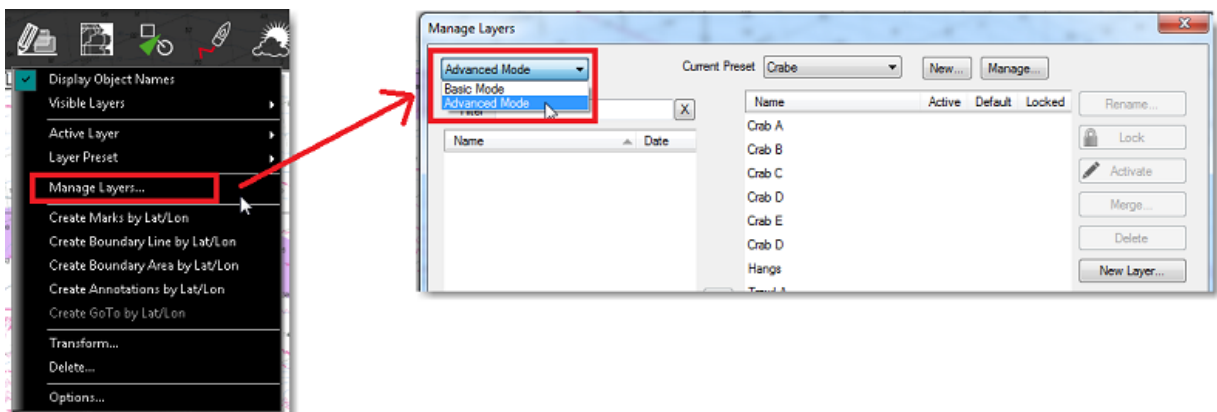 Display Object Names
Visible Layers
Active Layer
Layer Preset
Manage Layers...
Create Marks by Lat/Lon
Create Boundary Line by Lat/Lon
Create Boundary Area by Lat/Lon
Create Annotations by Lat/Lon
Create GoTo by Lat/Lon
Transform...
Delete...
Options...
Manage Layers
Advanced Mode
Current Preset Crabe New... Manage...
Basic Mode
Advanced Mode
Filter X
Name Date
Name Active Default Locked
Crab A
Crab B
Crab C
Crab D
Crab E
Crab D
Hangs
Trawl A
Rename...
Lock
Activate
Merge...
Delete
New Layer...